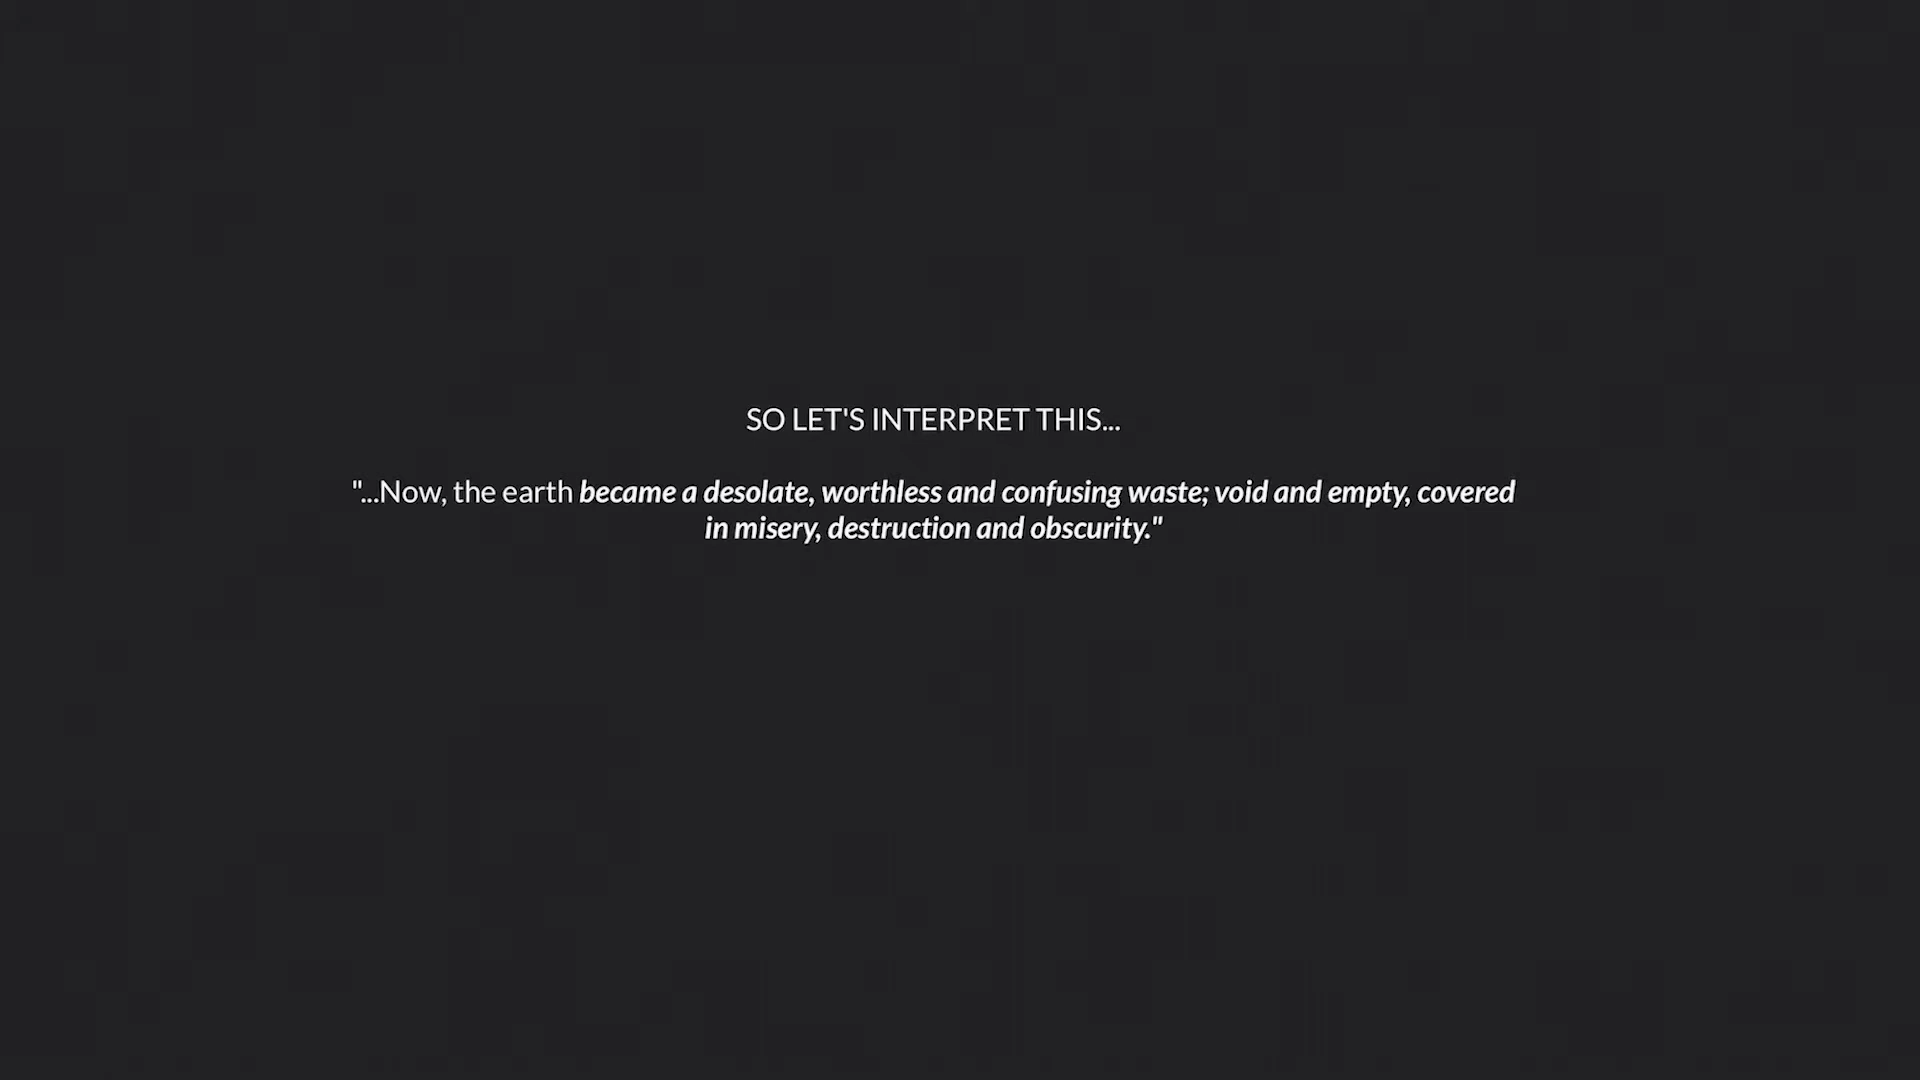 SO LET'S INTERPRET THIS...
"...Now, the earth became a desolate, worthless and confusing waste; void and empty, covered
in misery, destruction and obscurity."